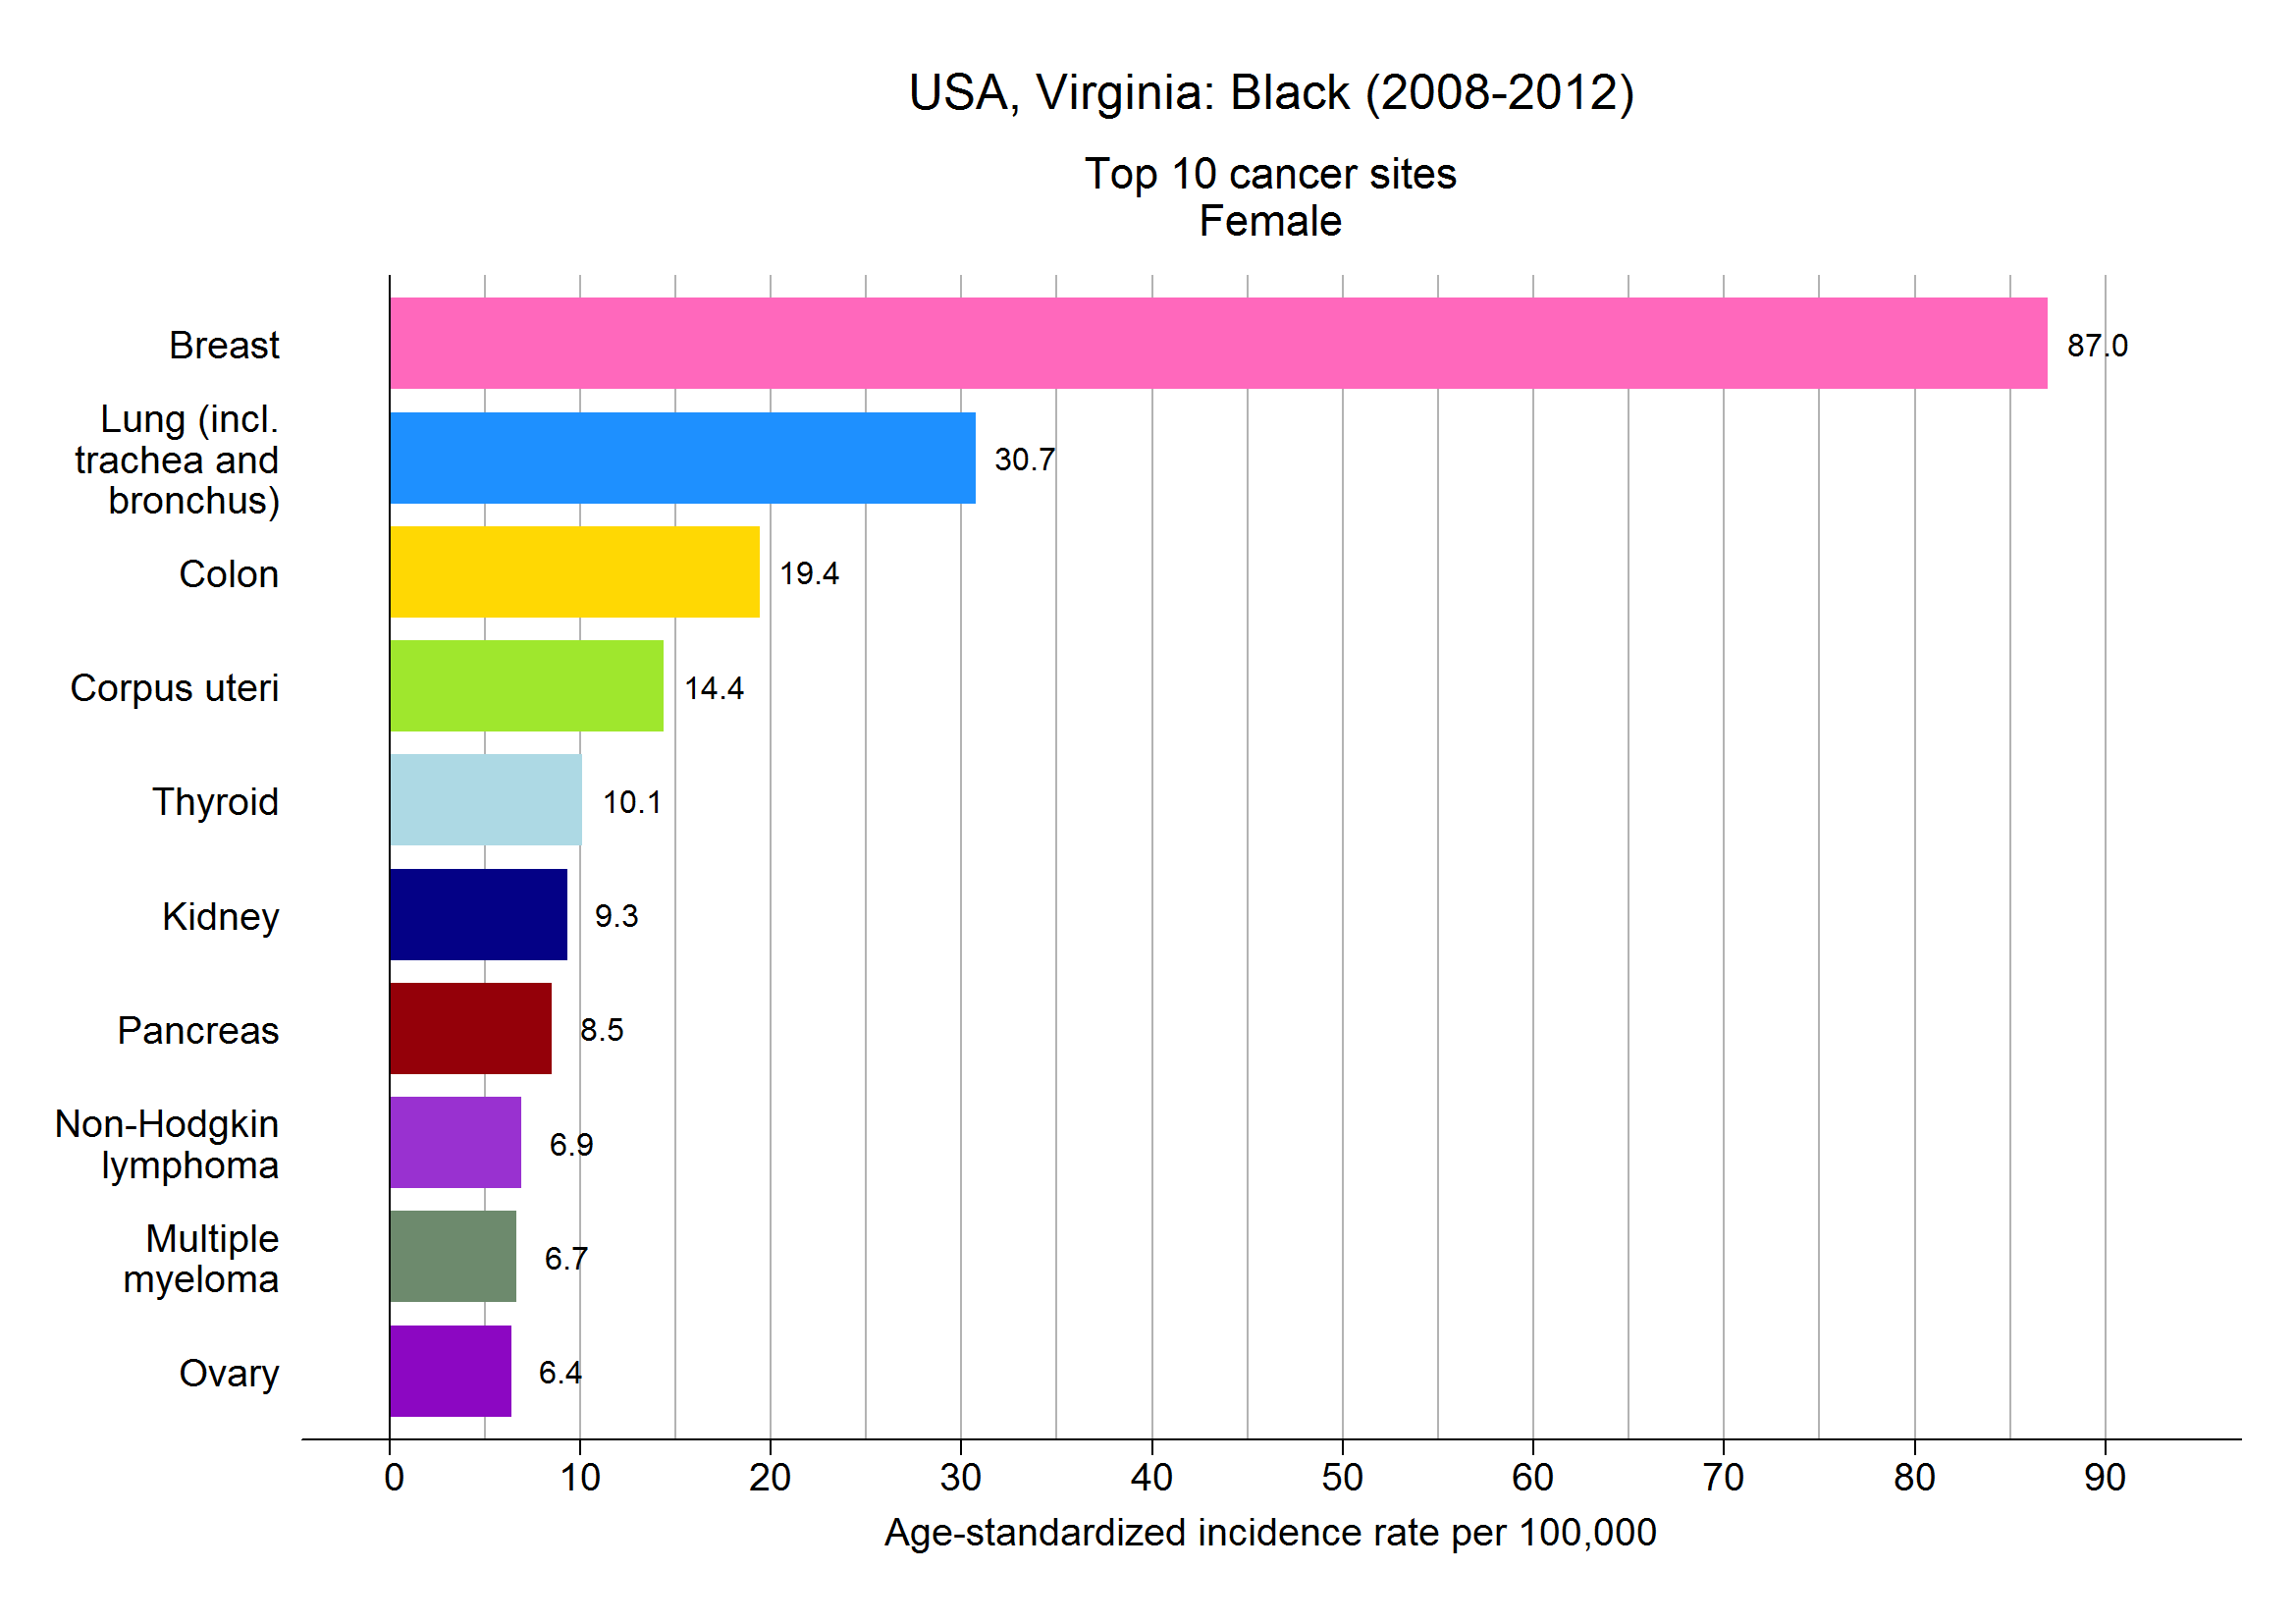 USA, Virginia: Black (2008-2012)
Top 10 cancer sites
Female
Breast
87.0
Lung (incl.
trachea and
bronchus)
30.7
Colon
19.4
Corpus uteri
14.4
Thyroid
10.1
Kidney
9.3
Pancreas
8.5
Non-Hodgkin
lymphoma
6.9
Multiple
myeloma
6.7
Ovary
6.4
0 10 20 30 40 50 60 70 80 90
Age-standardized incidence rate per 100,000